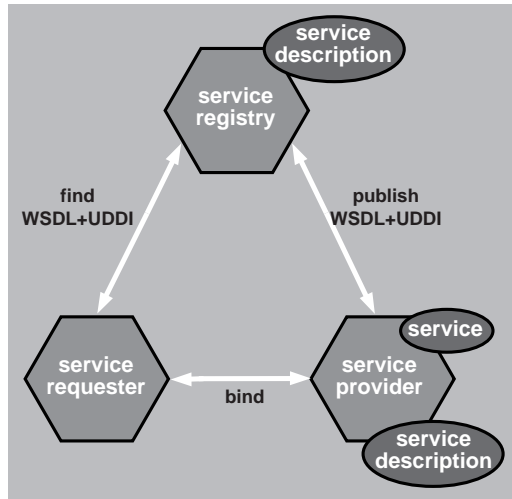 service
description
service
registry
find
WSDL+UDDI
publish
WSDL+UDDI
service
service
requester
service
provider
bind
service
description